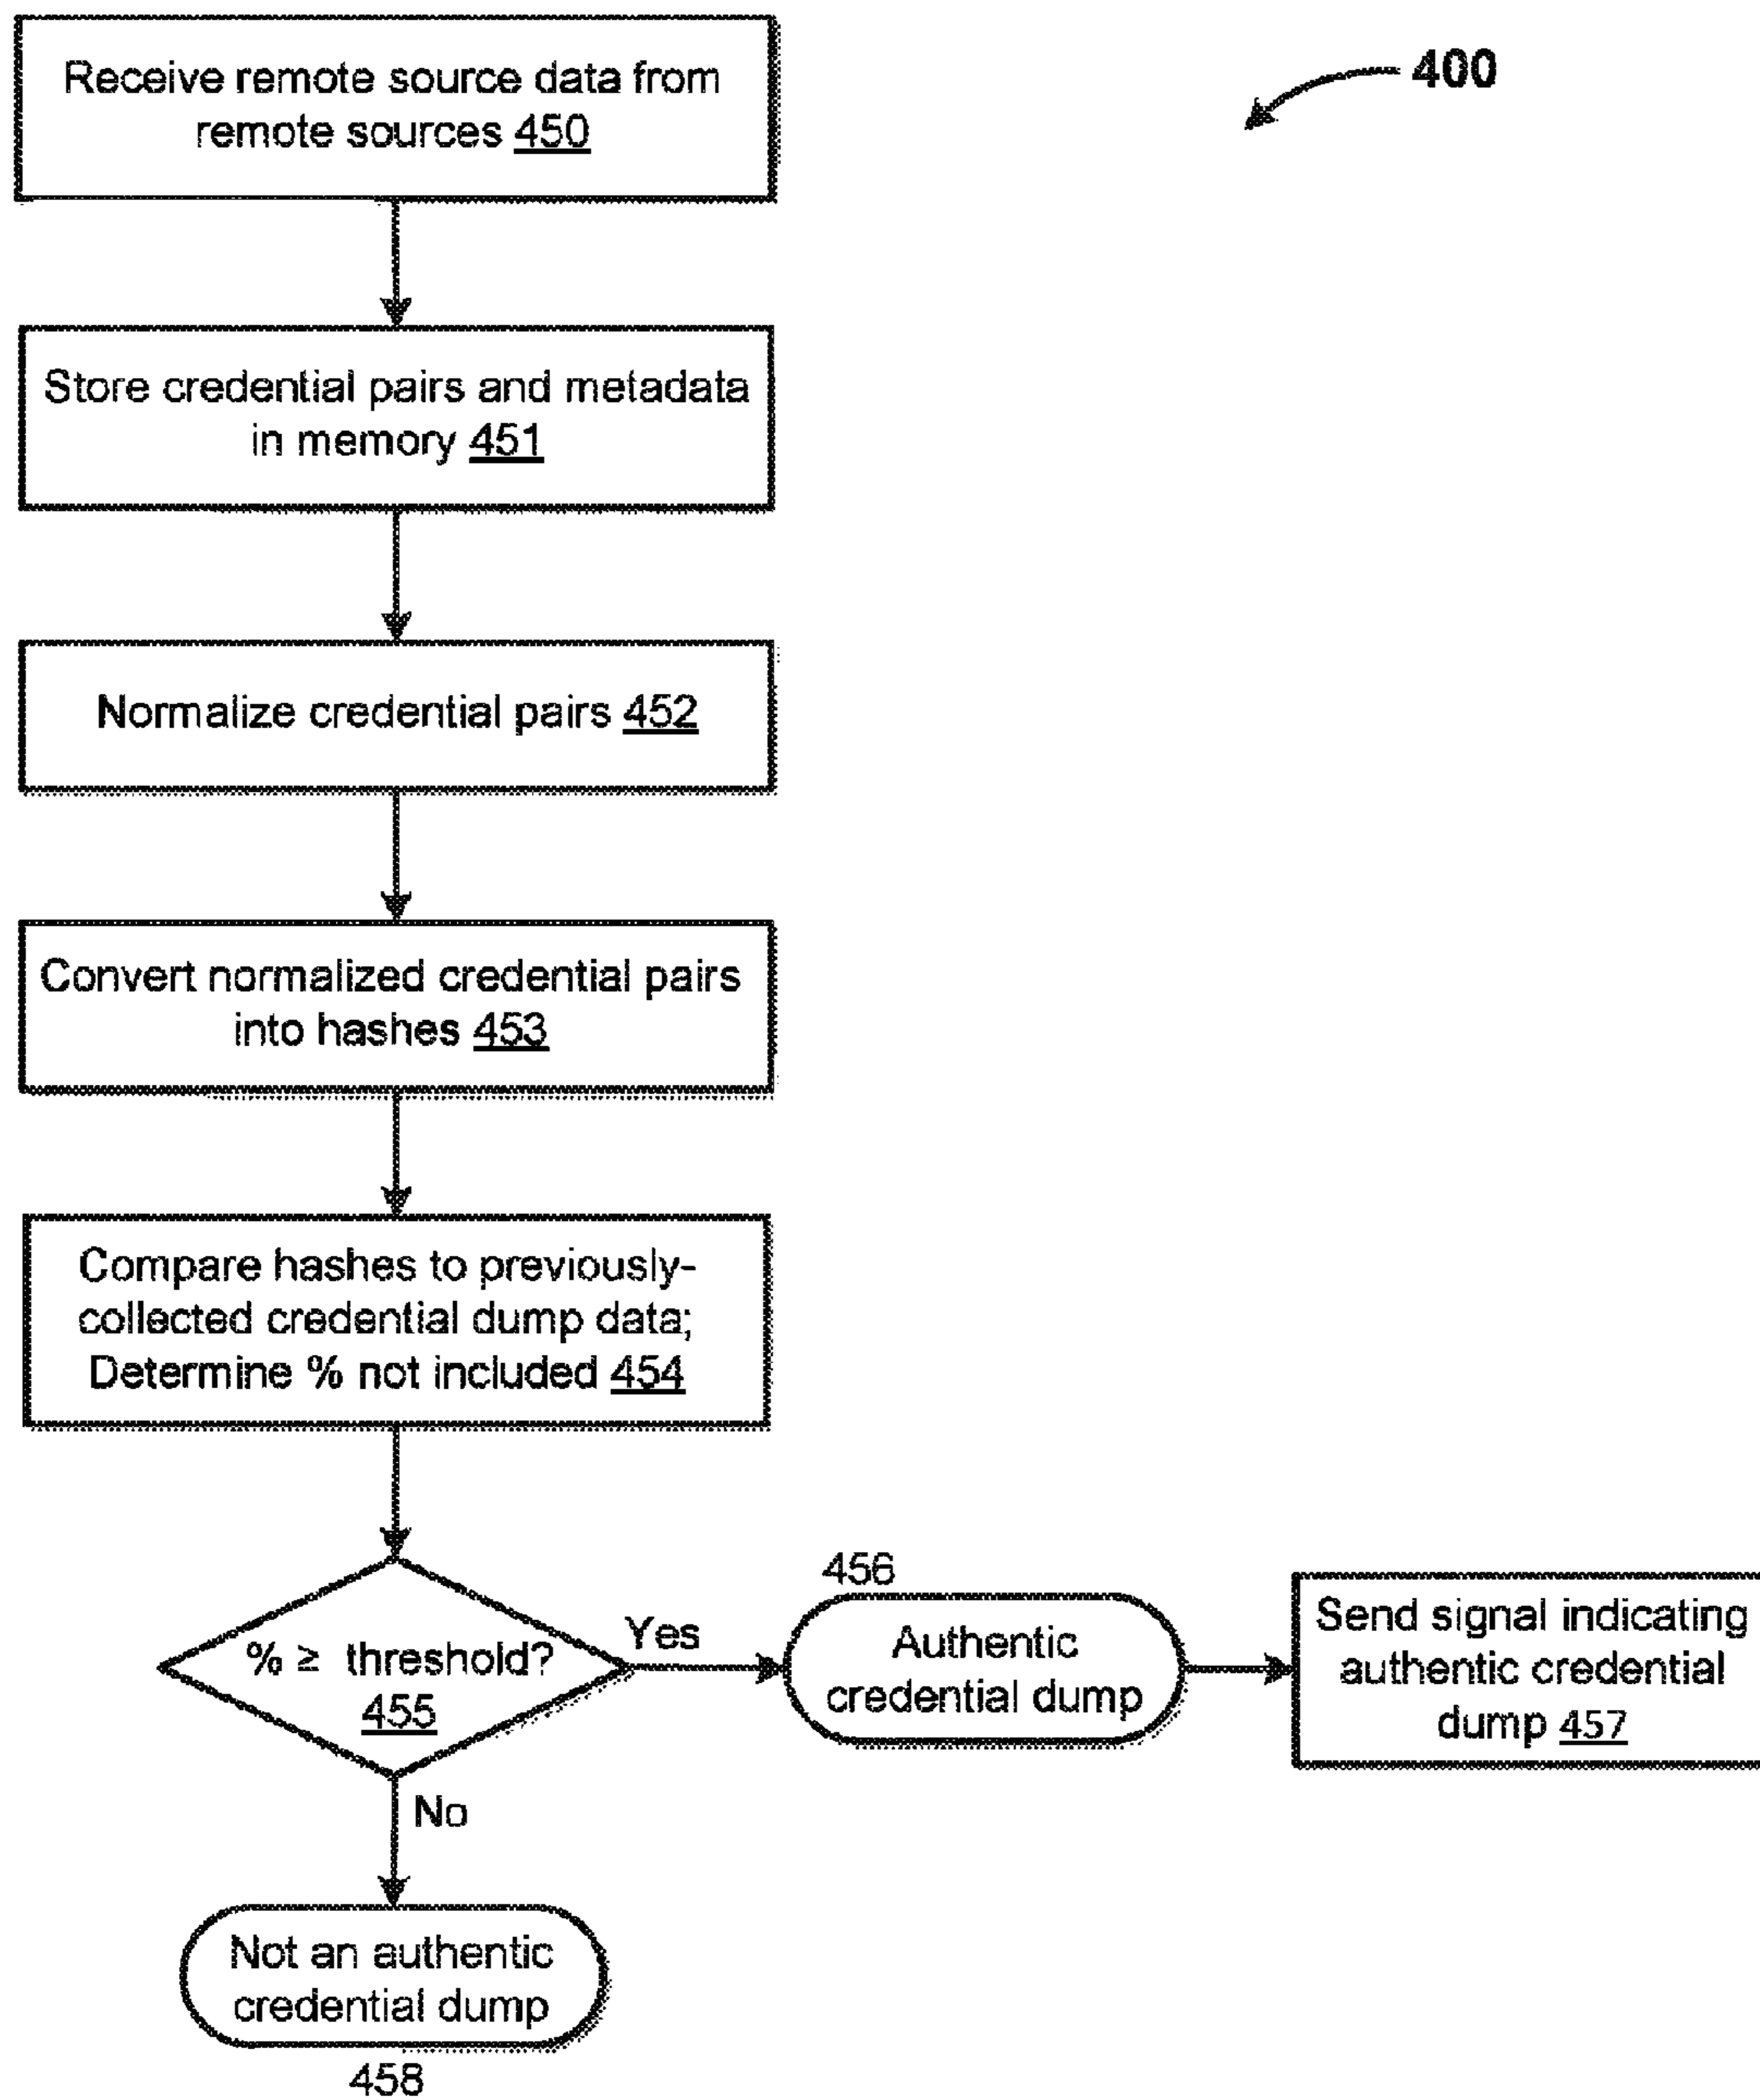 400
Receive remote source data from
remote sources 450
Store credential pairs and metadata
in memory 451
Normalize credential pairs 452
Convert normalized credential pairs
into hashes 453
Compare hashes to previously-
collected credential dump data;
Determine % not included 454
% ≥ threshold?
455
Yes
456
Authentic
credential dump
Send signal indicating
authentic credential
dump 457
No
Not an authentic
credential dump
458